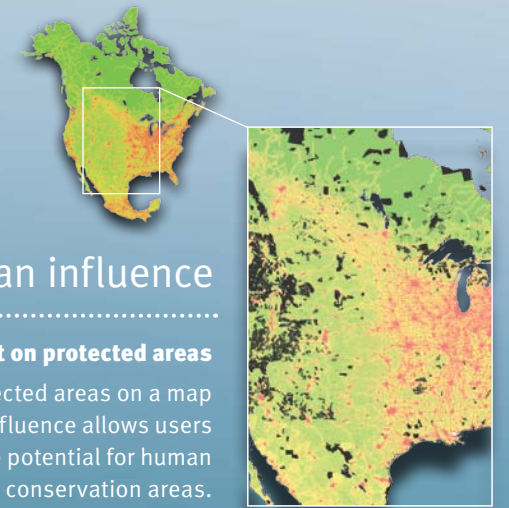 an influence
t on protected areas
ected areas on a map
fluence allows users
potential for human
conservation areas.